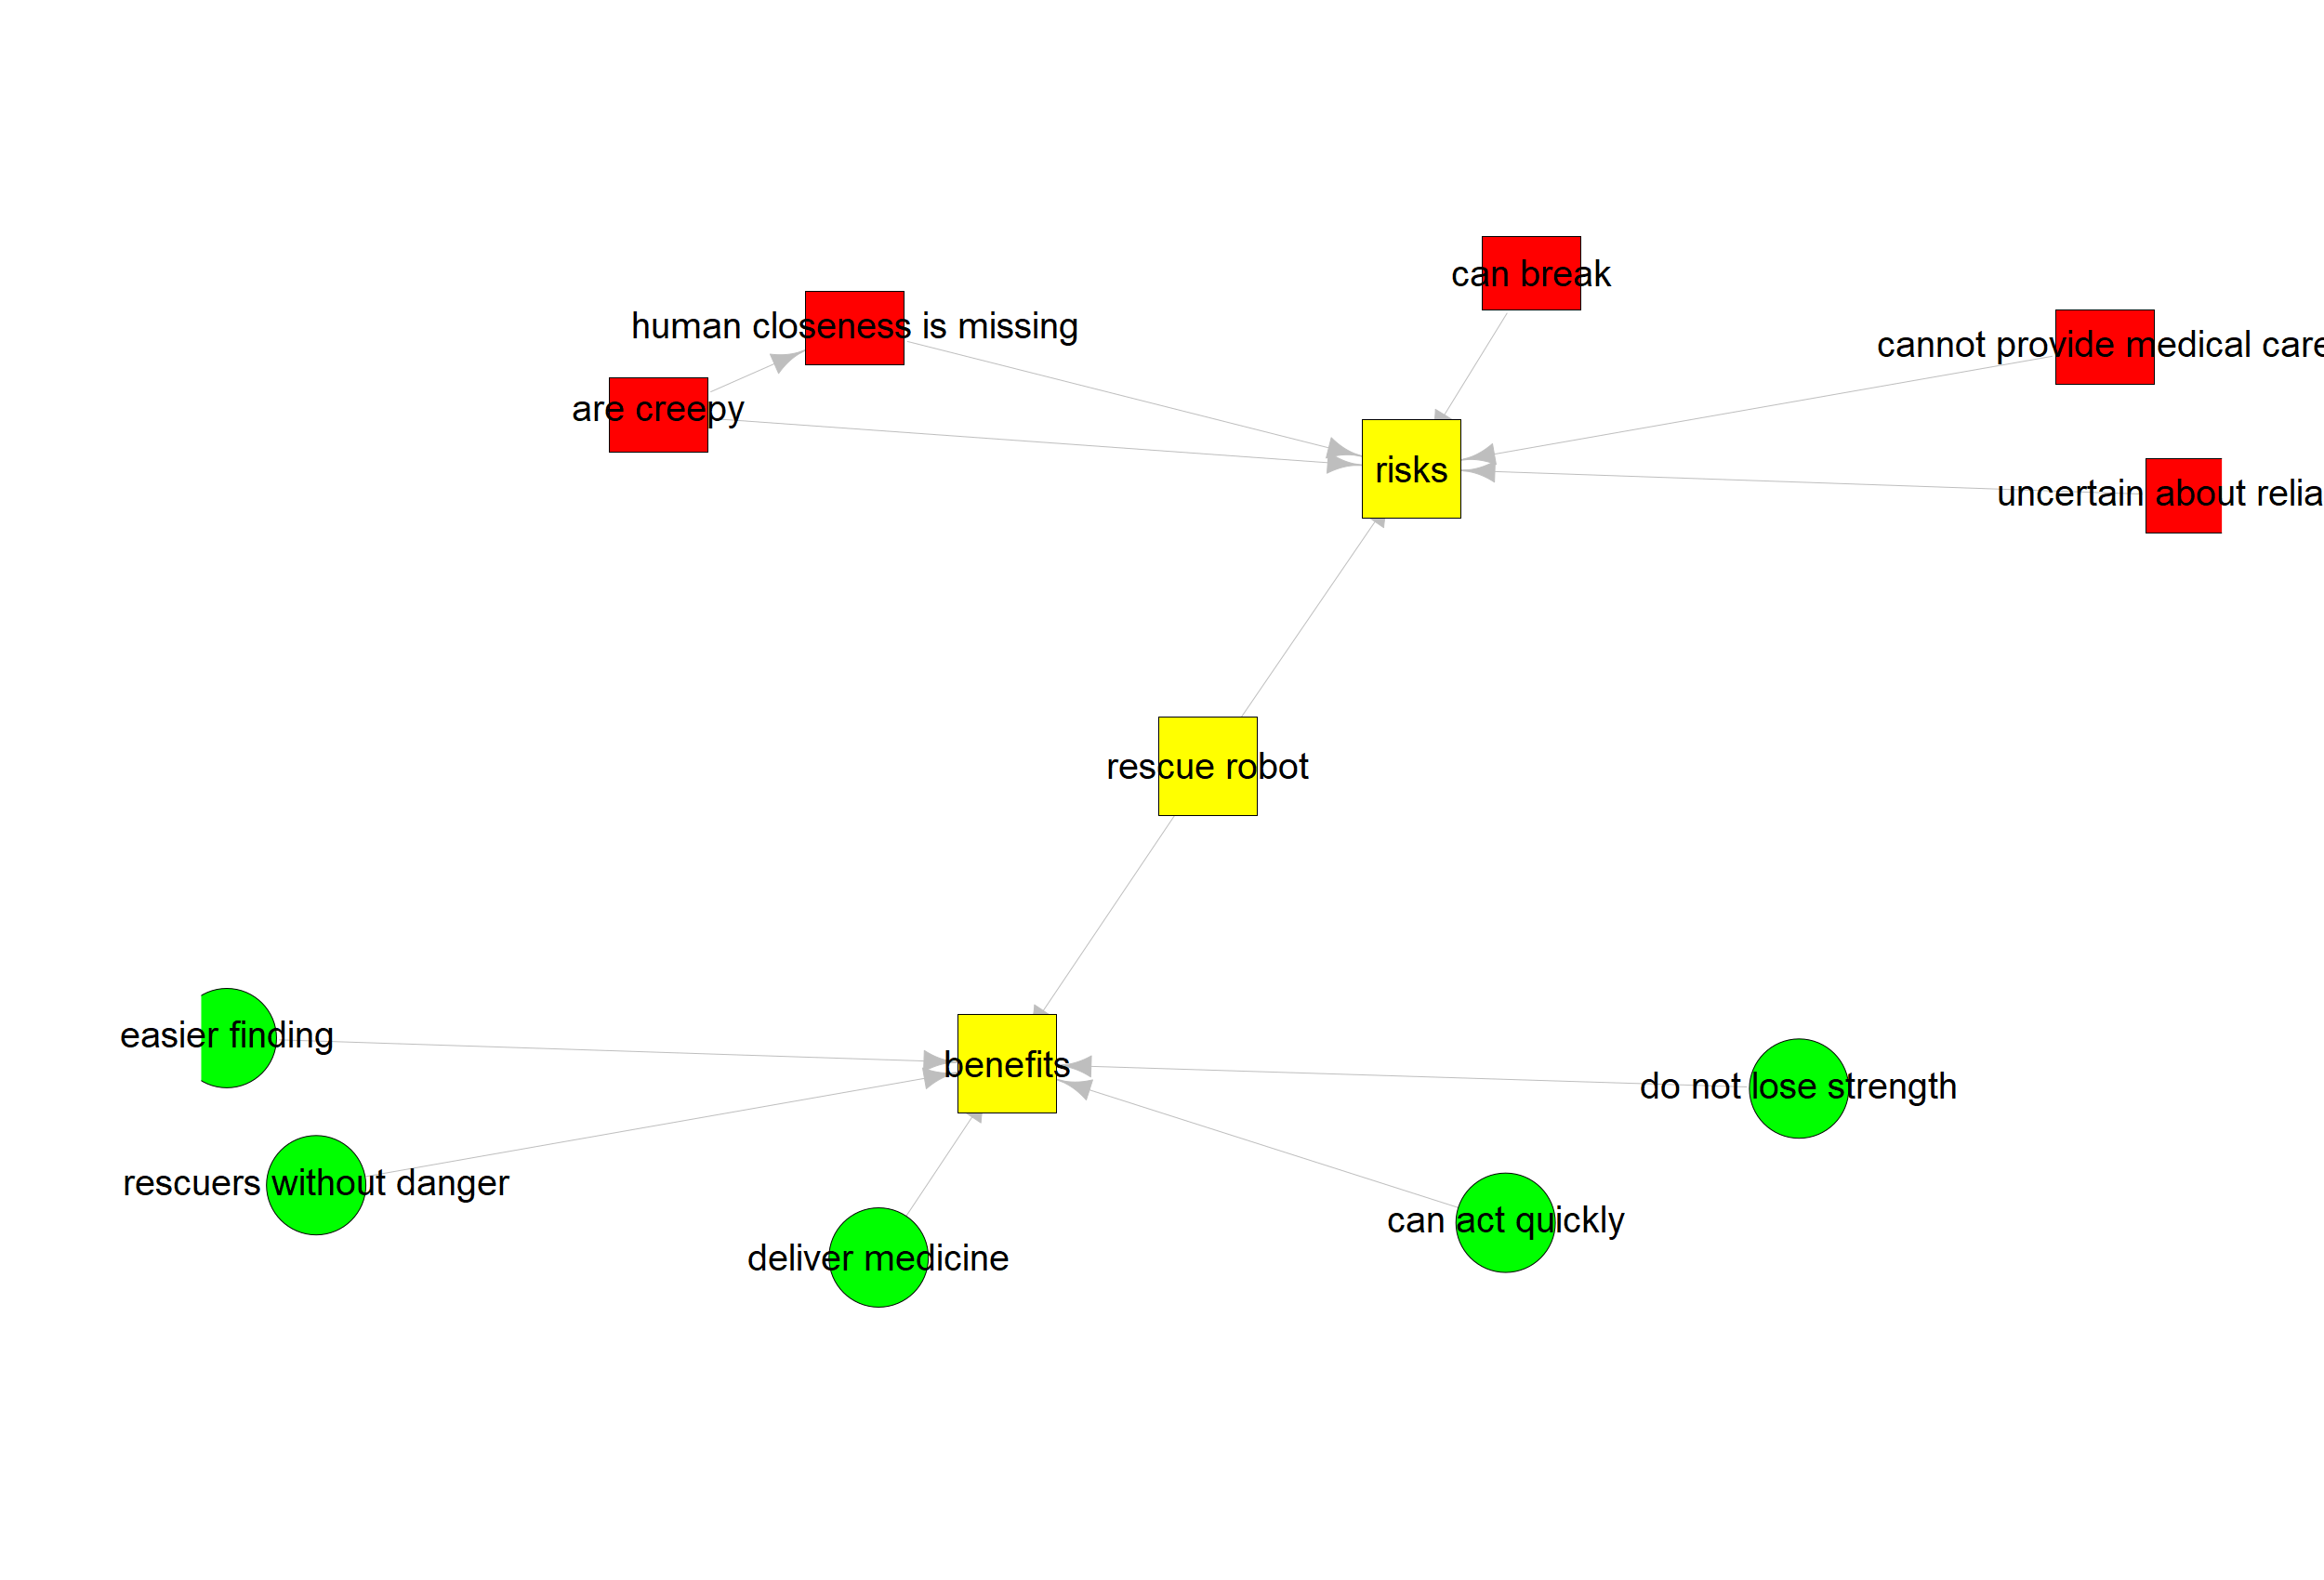 can break
human closeness is missing
cannot provide medical care
are creepy
risks
uncertain about
rescue robot
easier finding
benefits
do not lose strength
rescuers without danger
can act quickly
deliver medicine